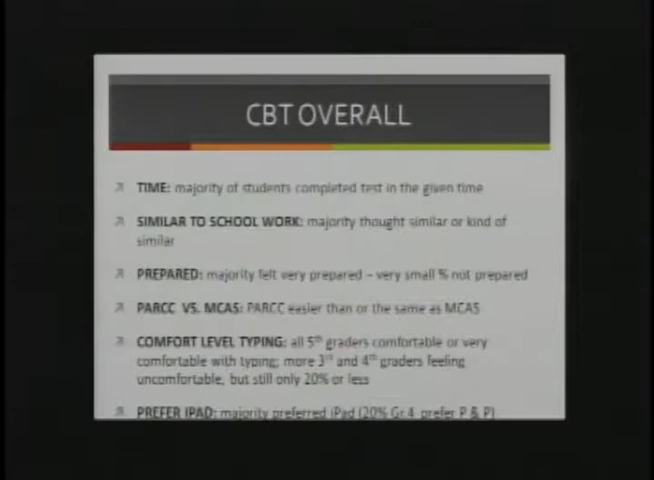 CBT OVERALL
TIME: majority of students completed test in the given time
SIMILAR TO SCHOOL WORK: majority thought similar or kind of
similar
PREPARED: majority felt very prepared – very small % not prepared
PARCC VS. MCAS: PARCC easier than or the same as MCAS
COMFORT LEVEL TYPING: all 5th graders comfortable or very
comfortable with typing; more 3rd and 4th graders feeling
uncomfortable, but still only 20% or less
PREFER IPAD: majority preferred iPad (20% Gr.4 prefer P & P)